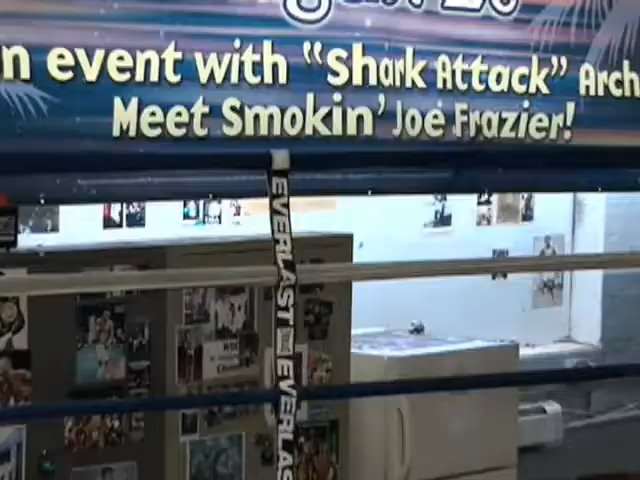 n event with "Shark Attack" Arch
Meet Smokin' Joe Frazier!
EVERLAST EVERLAS